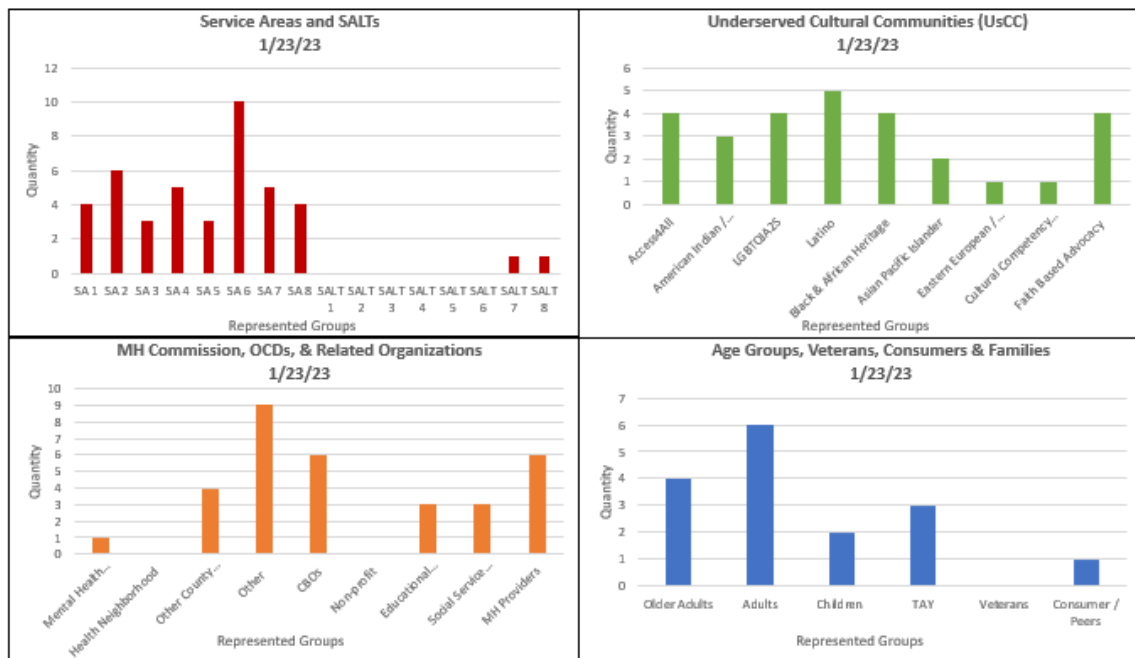 Service Areas and SALTs
1/23/23
12
10
8
6
4
2
0
Quantity
SA 1 SA 2 SA 3 SA 4 SA 5 SA 6 SA 7 SA 8 SALT SALT SALT SALT SALT SALT SALT SALT
1 2 3 4 5 6 7 8
Represented Groups
Underserved Cultural Communities (UsCC)
1/23/23
6
5
4
3
2
1
0
Quantity
Access4All
American Indian /...
LGBTQIA2S
Latino
Black & African Heritage
Asian Pacific Islander
Eastern European /...
Cultural Competency...
Faith Based Advocacy
Represented Groups
MH Commission, OCDs, & Related Organizations
1/23/23
10
9
8
7
6
5
4
3
2
1
0
Quantity
Mental Health...
Health Neighborhood
Other County...
Other
CBOs
Non-profit
Educational...
Social Service...
MH Providers
Represented Groups
Age Groups, Veterans, Consumers & Families
1/23/23
7
6
5
4
3
2
1
0
Quantity
Older Adults Adults Children TAY Veterans Consumer /
Peers
Represented Groups